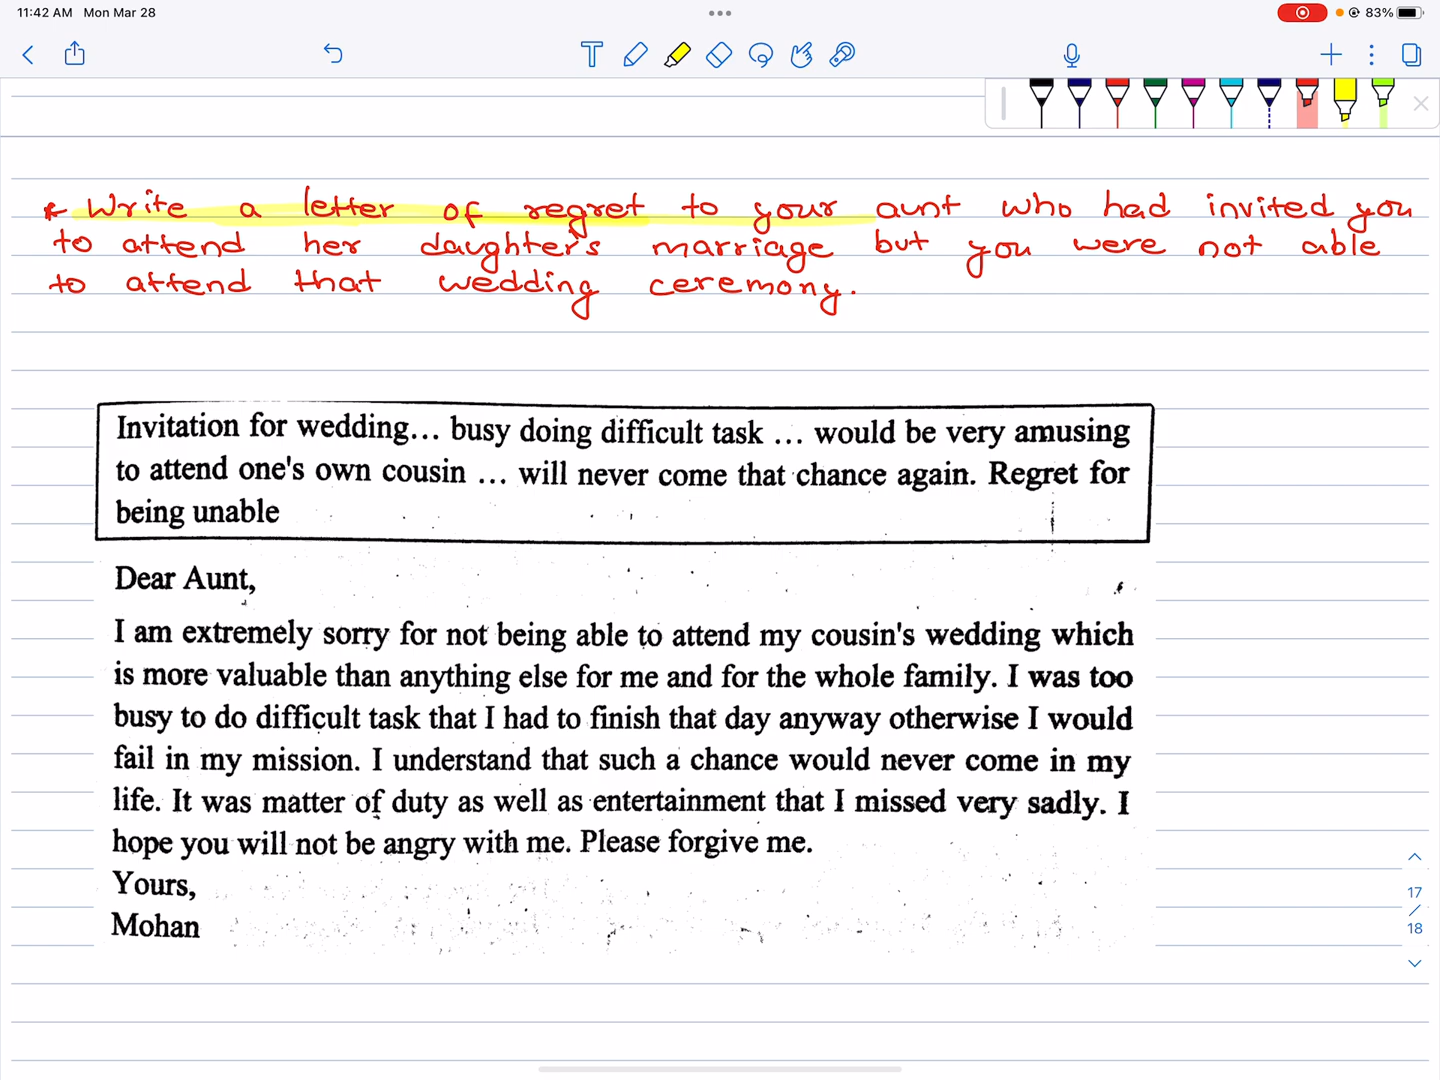 11:42 AM Mon Mar 28
83%
* Write a letter of regret to your aunt who had invited you
to attend her daughter's marriage but you were not able
to attend that wedding ceremony.
Invitation for wedding... busy doing difficult task ... would be very amusing
to attend one's own cousin ... will never come that chance again. Regret for
being unable
Dear Aunt,
I am extremely sorry for not being able to attend my cousin's wedding which
is more valuable than anything else for me and for the whole family. I was too
busy to do difficult task that I had to finish that day anyway otherwise I would
fail in my mission. I understand that such a chance would never come in my
life. It was matter of duty as well as entertainment that I missed very sadly. I
hope you will not be angry with me. Please forgive me.
Yours,
Mohan
17
/
18